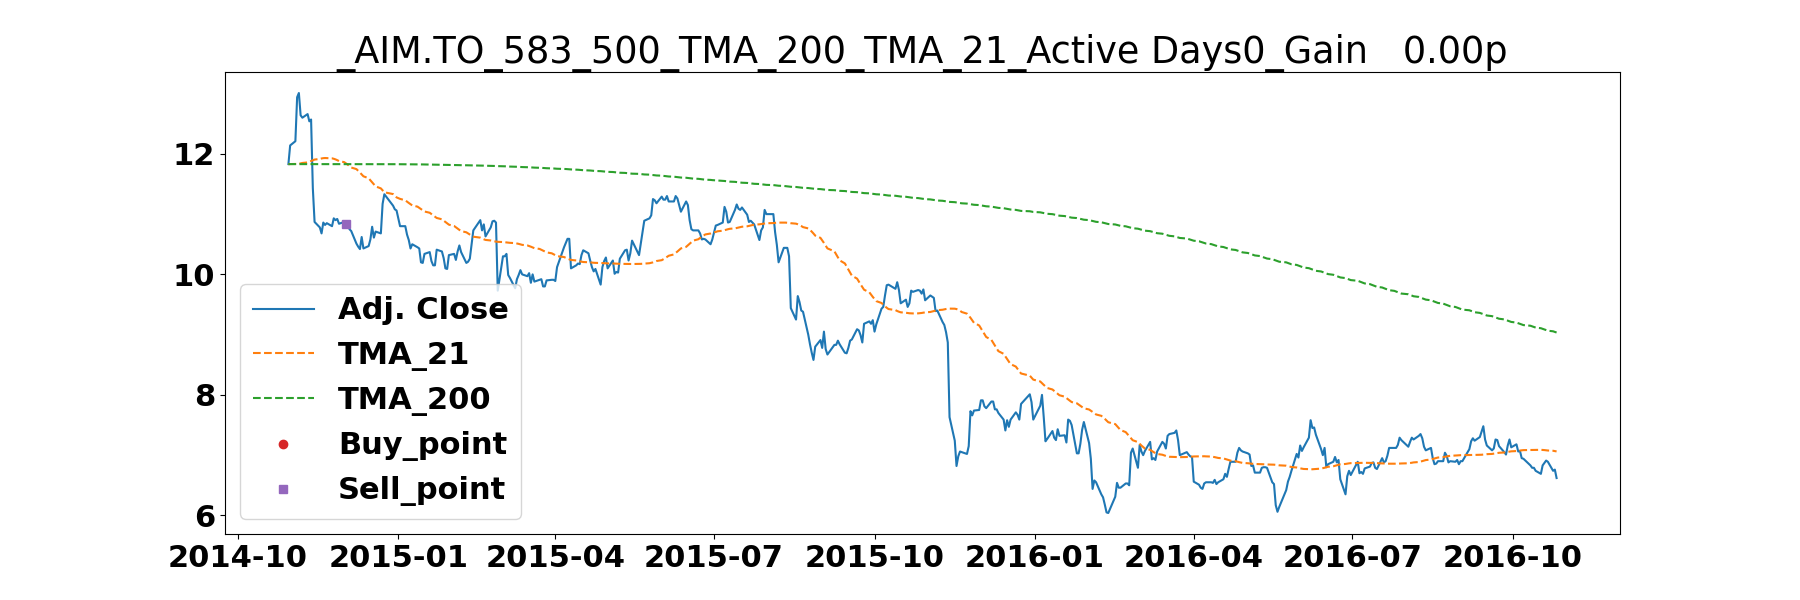 _AIM.TO_583_500_TMA_200_TMA_21_Active Days0_Gain   0.00p
12
10
8
6
Adj. Close
TMA_21
TMA_200
Buy_point
Sell_point
2014-10 2015-01 2015-04 2015-07 2015-10 2016-01 2016-04 2016-07 2016-10